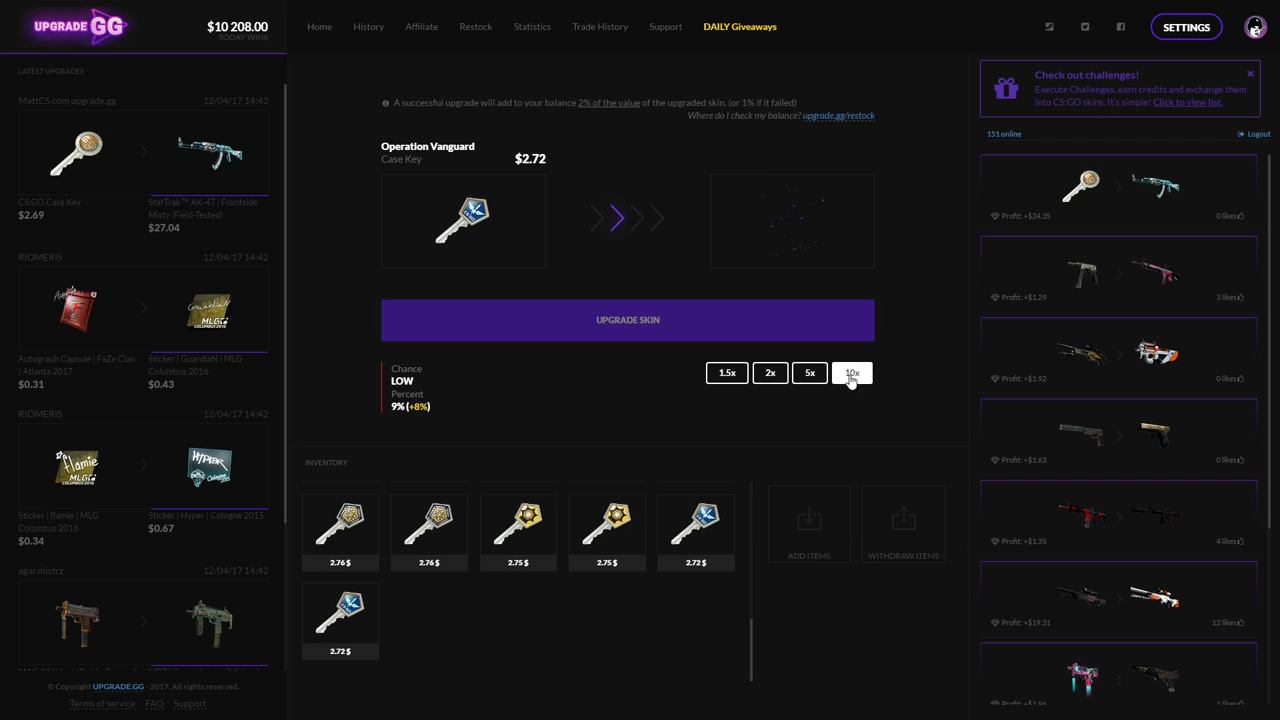 UPGRADE GG
$10 208.00
TODAY WINS
Home
History
Affiliate
Restock
Statistics
Trade History
Support
DAILY Giveaways
SETTINGS
LATEST UPGRADES
MattCS.com upgrade.gg
12/04/17 14:43
CS:GO Case Key
$2.69
StatTrak™ AK-47 | Frontside
Misty (Field-Tested)
$27.04
RIOMERIS
12/04/17 14:42
Autograph Capsule | FaZe Clan
| Atlanta 2017
$0.31
Sticker | GuardiaN | MLG
Columbus 2016
$0.43
RIOMERIS
12/04/17 14:42
Sticker | flamie | MLG
Columbus 2016
$0.34
Sticker | Hyper | Cologne 2015
$0.67
agar.mistrz
12/04/17 14:42
© Copyright UPGRADE.GG - 2017. All rights reserved.
Terms of service
FAQ
Support
A successful upgrade will add to your balance 2% of the value of the upgraded skin. (or 1% if it failed)
Where do I check my balance? upgrade.gg/restock
Operation Vanguard
Case Key
$2.72
UPGRADE SKIN
Chance
LOW
Percent
9% (+8%)
1.5x
2x
5x
10x
INVENTORY
2.76 $
2.76 $
2.75 $
2.75 $
2.72 $
2.72 $
ADD ITEMS
WITHDRAW ITEMS
Check out challenges!
Execute Challenges, earn credits and exchange them
into CS:GO skins. It's simple! Click to view list.
151 online
Logout
Profit: +$24.35
0 likes
Profit: +$1.29
3 likes
Profit: +$1.92
0 likes
Profit: +$1.63
0 likes
Profit: +$1.35
4 likes
Profit: +$19.31
12 likes